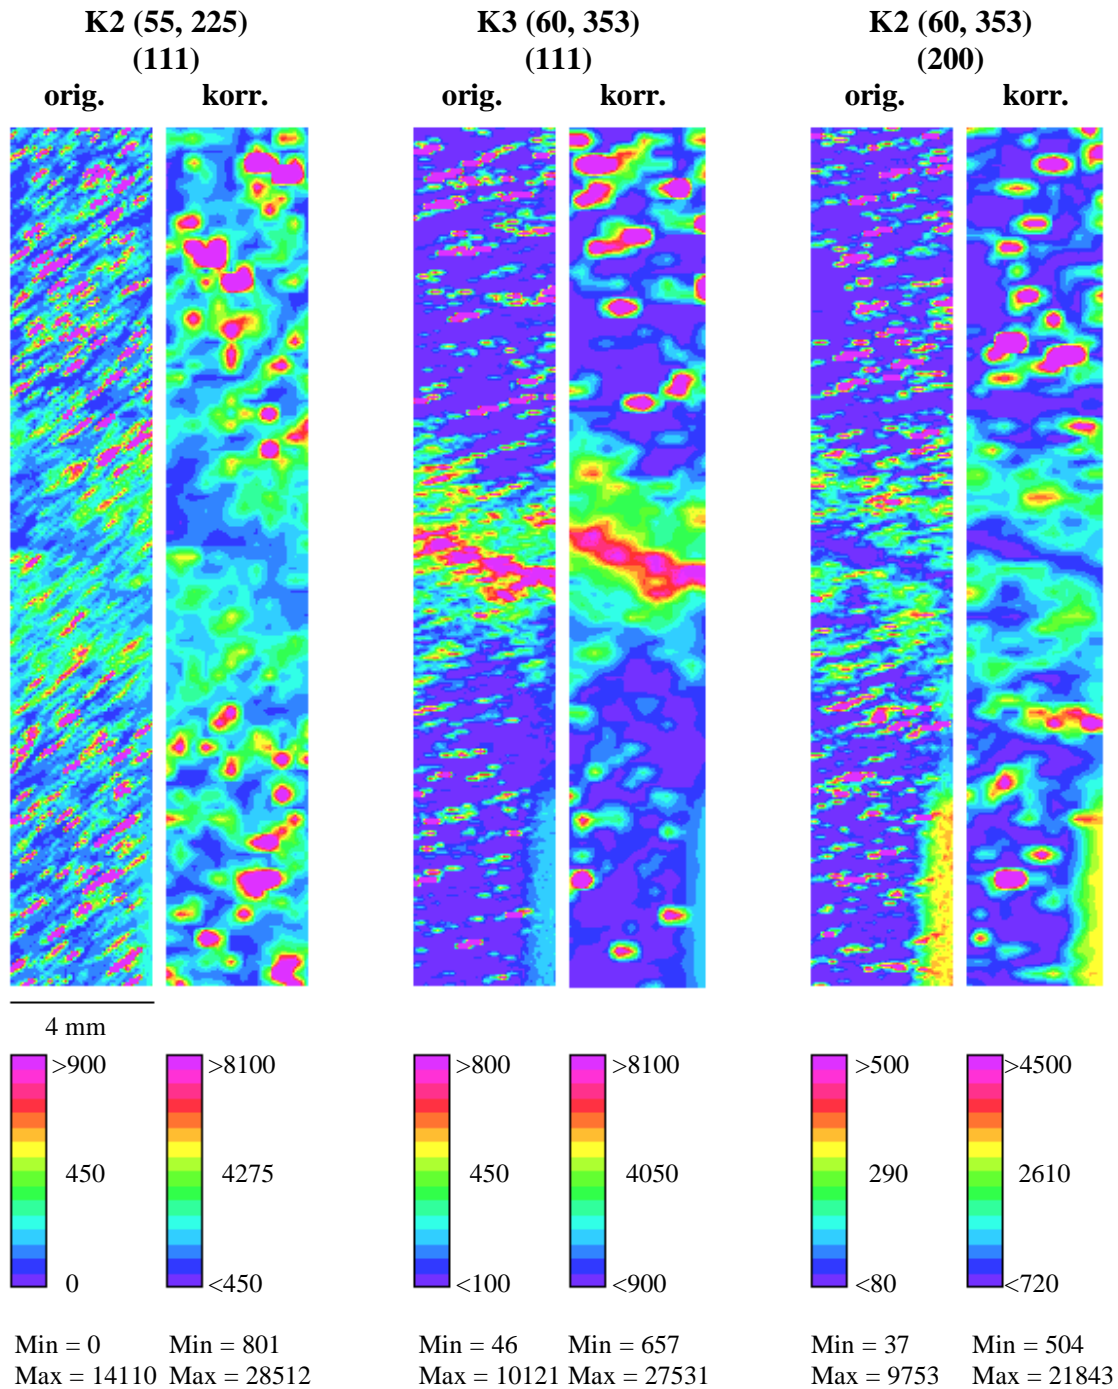 K2 (55, 225)
(111)
orig. korr.
K3 (60, 353)
(111)
orig. korr.
K2 (60, 353)
(200)
orig. korr.
4 mm
>900
450
0
>8100
4275
<450
>800
450
<100
>8100
4050
<900
>500
290
<80
>4500
2610
<720
Min = 0
Max = 14110
Min = 801
Max = 28512
Min = 46
Max = 10121
Min = 657
Max = 27531
Min = 37
Max = 9753
Min = 504
Max = 21843